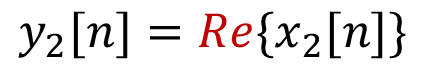 y₂[n] = Re{x₂[n]}